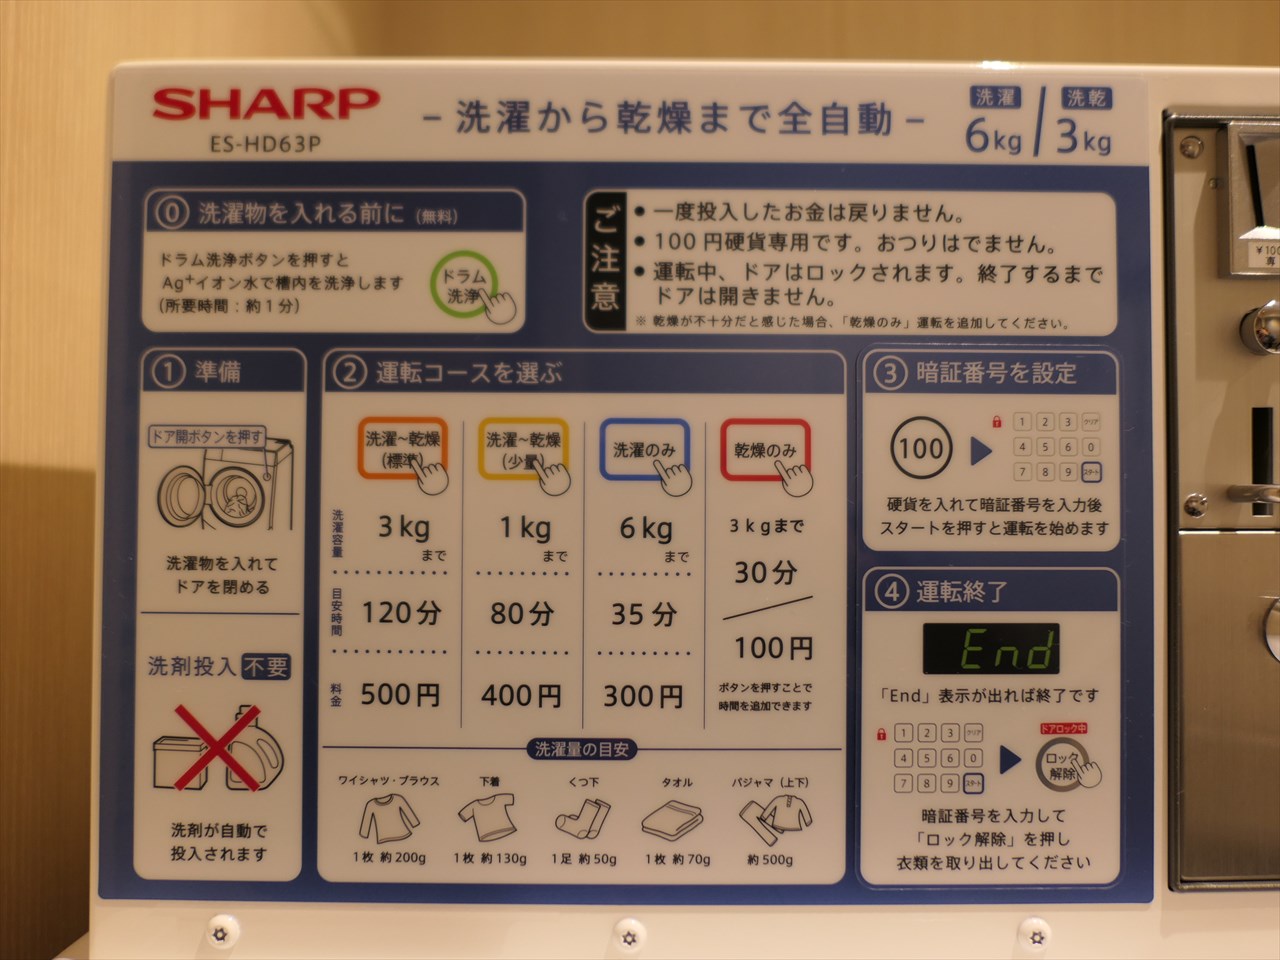 SHARP
ES-HD63P
－洗濯から乾燥まで全自動－
洗濯 6kg / 洗乾 3kg
⓪ 洗濯物を入れる前に (無料)
ドラム洗浄ボタンを押すと
Ag⁺イオン水で槽内を洗浄します
(所要時間：約1分)
ドラム
洗浄
ご注意
● 一度投入したお金は戻りません。
● 100円硬貨専用です。おつりはでません。
● 運転中、ドアはロックされます。終了するまで
ドアは開きません。
※ 乾燥が不十分だと感じた場合、「乾燥のみ」運転を追加してください。
① 準備
ドア開ボタンを押す
洗濯物を入れて
ドアを閉める
洗剤投入 不要
洗剤が自動で
投入されます
② 運転コースを選ぶ
洗濯~乾燥
(標準)
洗濯~乾燥
(少量)
洗濯のみ
乾燥のみ
洗濯容量
3kg
まで
1kg
まで
6kg
まで
3kgまで
目安時間
120分
80分
35分
30分
料金
500円
400円
300円
100円
ボタンを押すことで
時間を追加できます
洗濯量の目安
ワイシャツ・ブラウス
下着
くつ下
タオル
パジャマ（上下）
1枚 約200g
1枚 約130g
1足 約50g
1枚 約70g
約500g
③ 暗証番号を設定
100
1 2 3 クリア
4 5 6 0
7 8 9 スタート
硬貨を入れて暗証番号を入力後
スタートを押すと運転を始めます
④ 運転終了
End
「End」表示が出れば終了です
1 2 3 クリア
4 5 6 0
7 8 9 スタート
ドアロック中
ロック
解除
暗証番号を入力して
「ロック解除」を押し
衣類を取り出してください